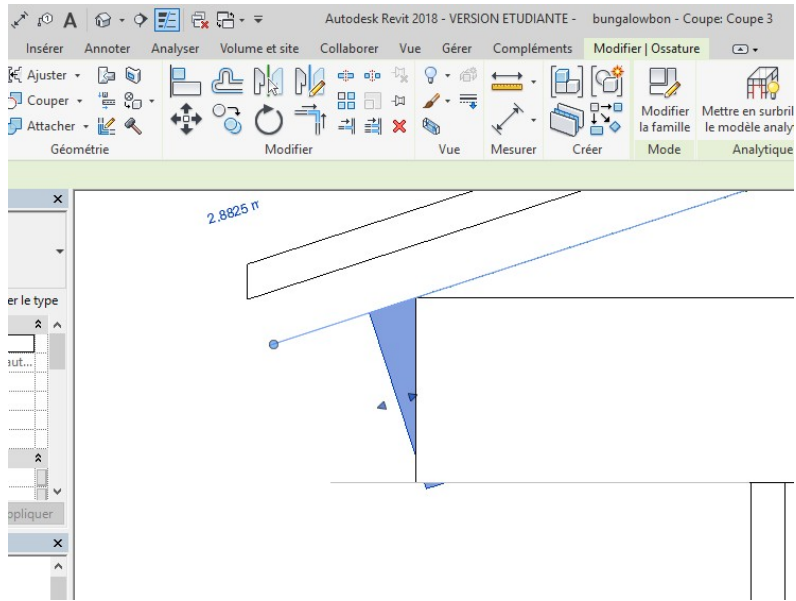 Autodesk Revit 2018 - VERSION ETUDIANTE - bungalowbon - Coupe: Coupe 3
Insérer Annoter Analyser Volume et site Collaborer Vue Gérer Compléments Modifier | Ossature
Ajuster
Couper
Attacher
Modifier la famille
Mettre en surbril
le modèle analy
Géométrie Modifier Vue Mesurer Créer Mode Analytique
2.8825 m
er le type
aut...
ppliquer